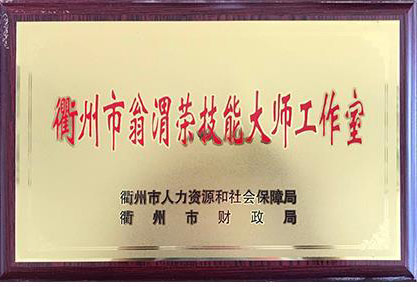 衢州市翁渭荣技能大师工作室
衢州市人力资源和社会保障局
衢州市财政局